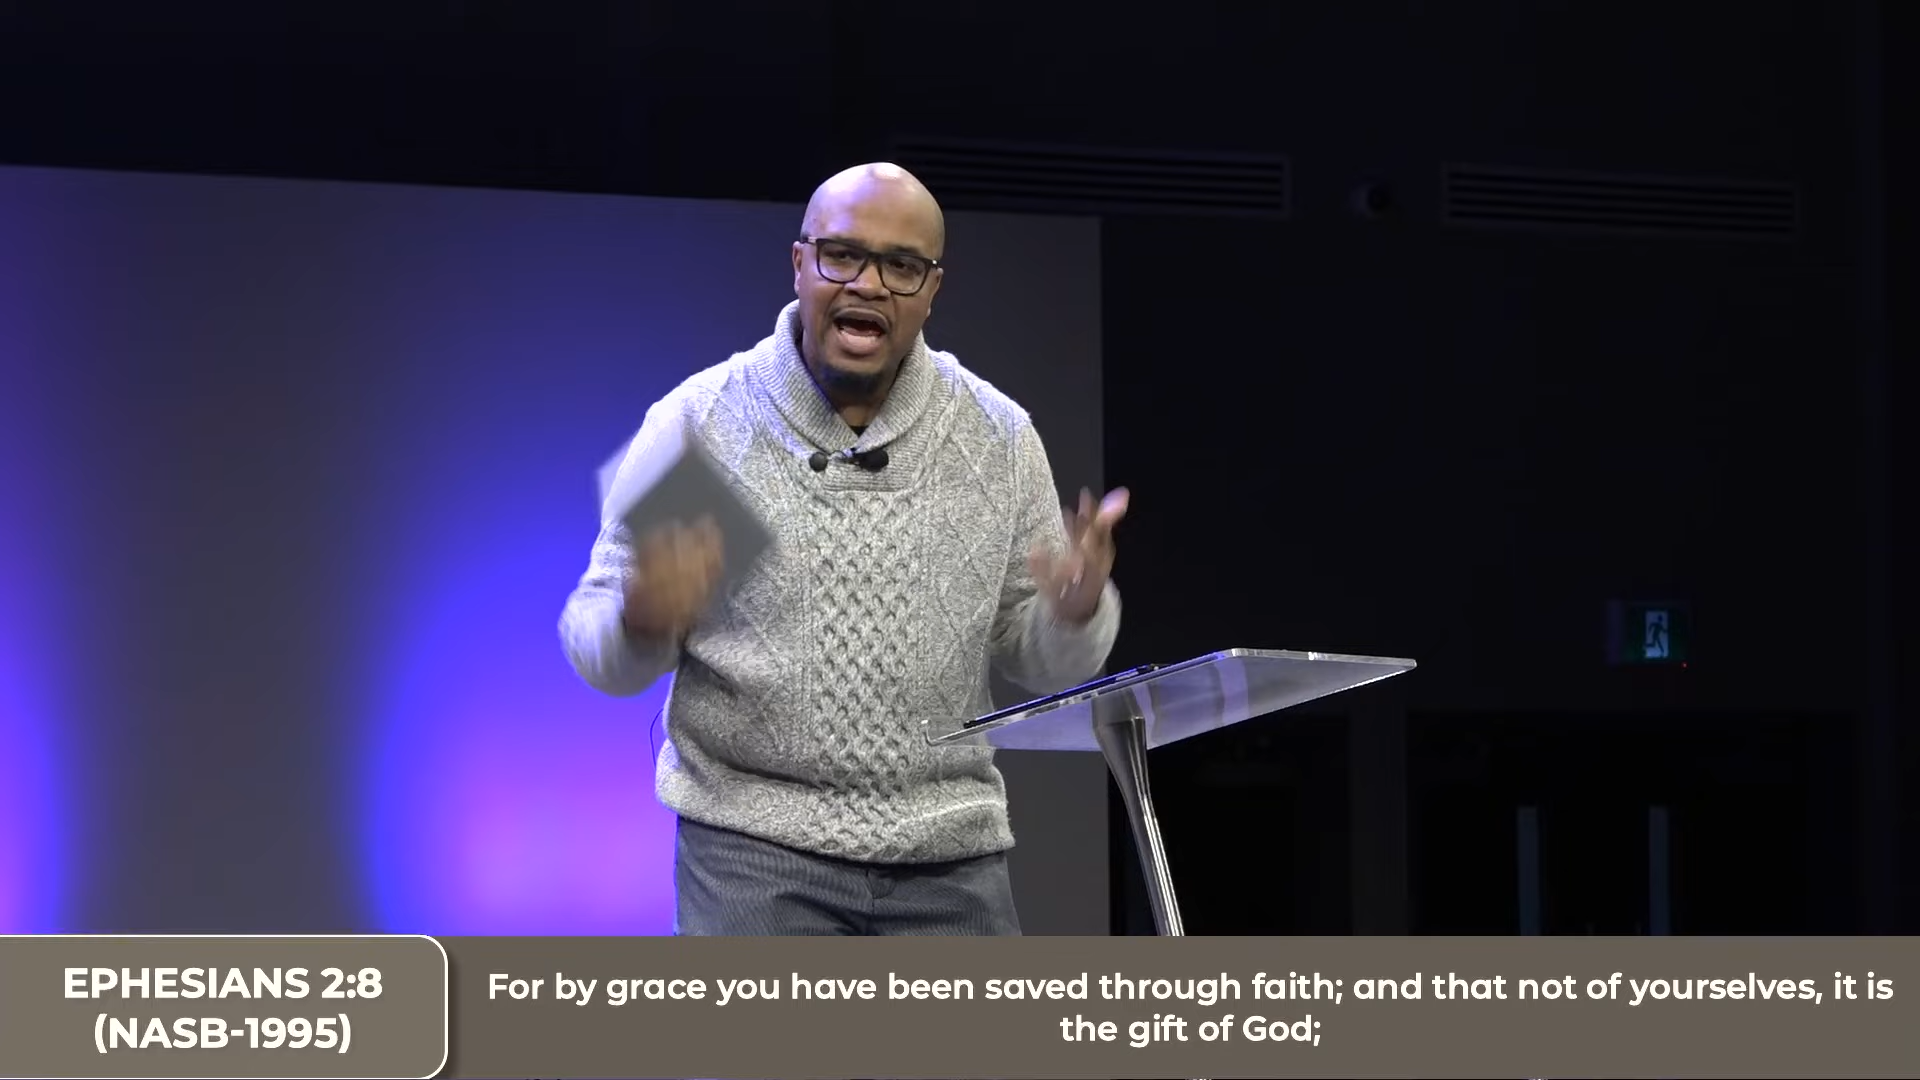 EPHESIANS 2:8
(NASB-1995)
For by grace you have been saved through faith; and that not of yourselves, it is
the gift of God;